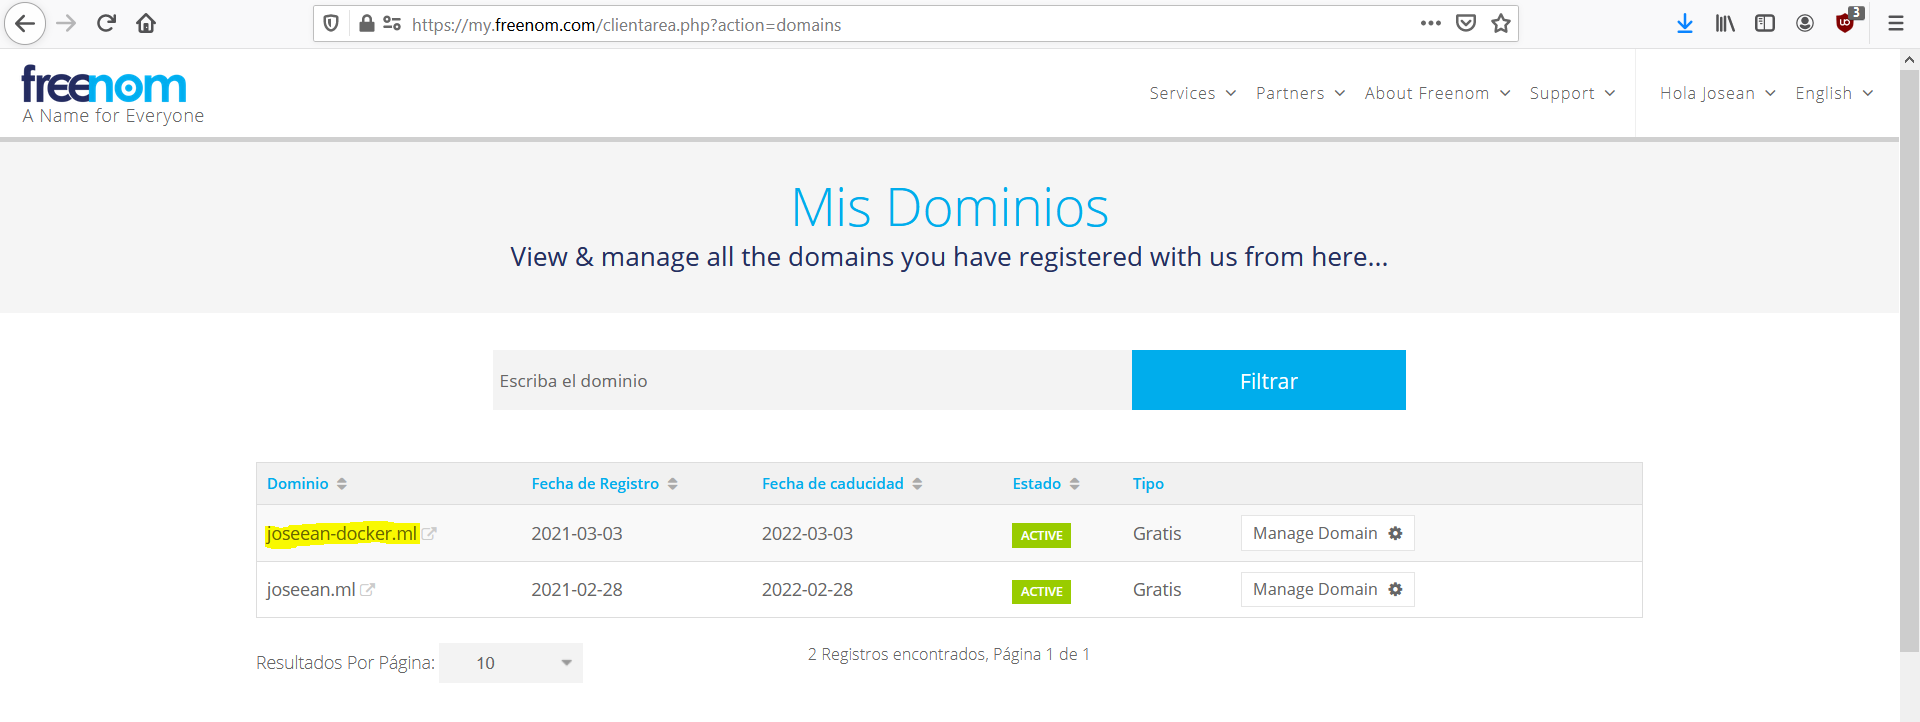 https://my.freenom.com/clientarea.php?action=domains
3
freenom
A Name for Everyone
Services Partners About Freenom Support Hola Josean English
Mis Dominios
View & manage all the domains you have registered with us from here...
Escriba el dominio Filtrar
Dominio Fecha de Registro Fecha de caducidad Estado Tipo
joseean-docker.ml 2021-03-03 2022-03-03 ACTIVE Gratis Manage Domain
joseean.ml 2021-02-28 2022-02-28 ACTIVE Gratis Manage Domain
Resultados Por Página: 10 2 Registros encontrados, Página 1 de 1